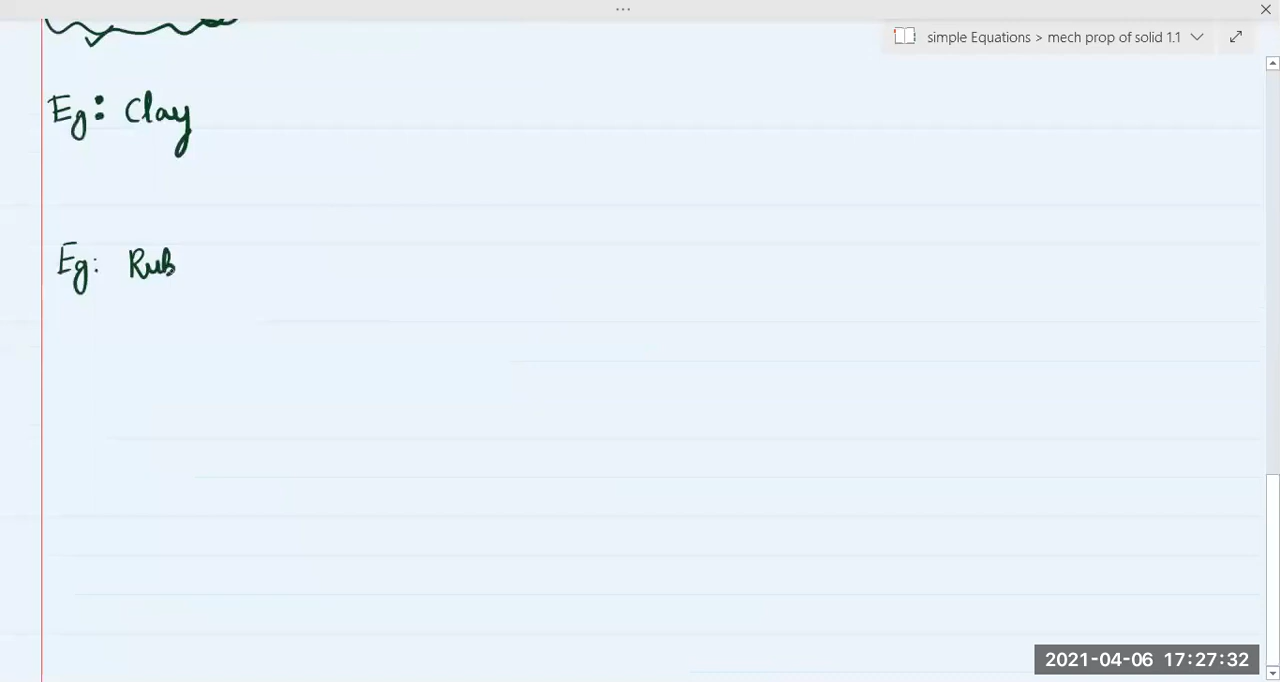 ...
simple Equations > mech prop of solid 1.1
Eg: Clay
Eg: Rub
2021-04-06 17:27:32